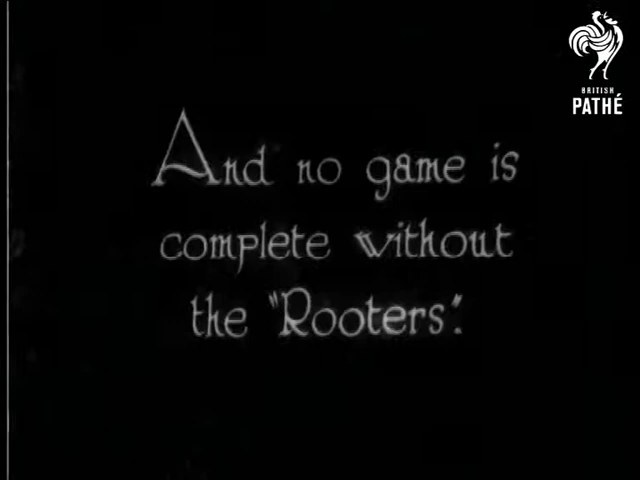 BRITISH
PATHÉ
And no game is
complete without
the "Rooters".